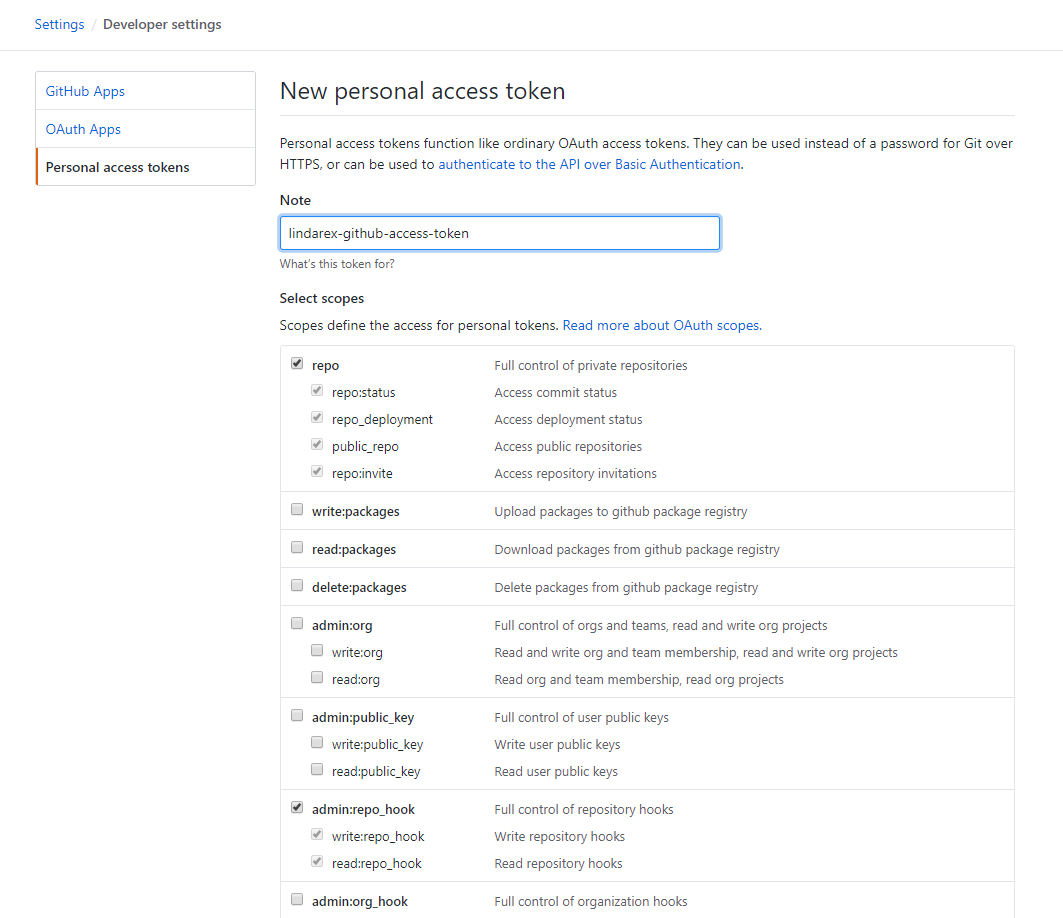 Settings / Developer settings
GitHub Apps
OAuth Apps
Personal access tokens
New personal access token
Personal access tokens function like ordinary OAuth access tokens. They can be used instead of a password for Git over
HTTPS, or can be used to authenticate to the API over Basic Authentication.
Note
lindarex-github-access-token
What's this token for?
Select scopes
Scopes define the access for personal tokens. Read more about OAuth scopes.
repo Full control of private repositories
repo:status Access commit status
repo_deployment Access deployment status
public_repo Access public repositories
repo:invite Access repository invitations
write:packages Upload packages to github package registry
read:packages Download packages from github package registry
delete:packages Delete packages from github package registry
admin:org Full control of orgs and teams, read and write org projects
write:org Read and write org and team membership, read and write org projects
read:org Read org and team membership, read org projects
admin:public_key Full control of user public keys
write:public_key Write user public keys
read:public_key Read user public keys
admin:repo_hook Full control of repository hooks
write:repo_hook Write repository hooks
read:repo_hook Read repository hooks
admin:org_hook Full control of organization hooks